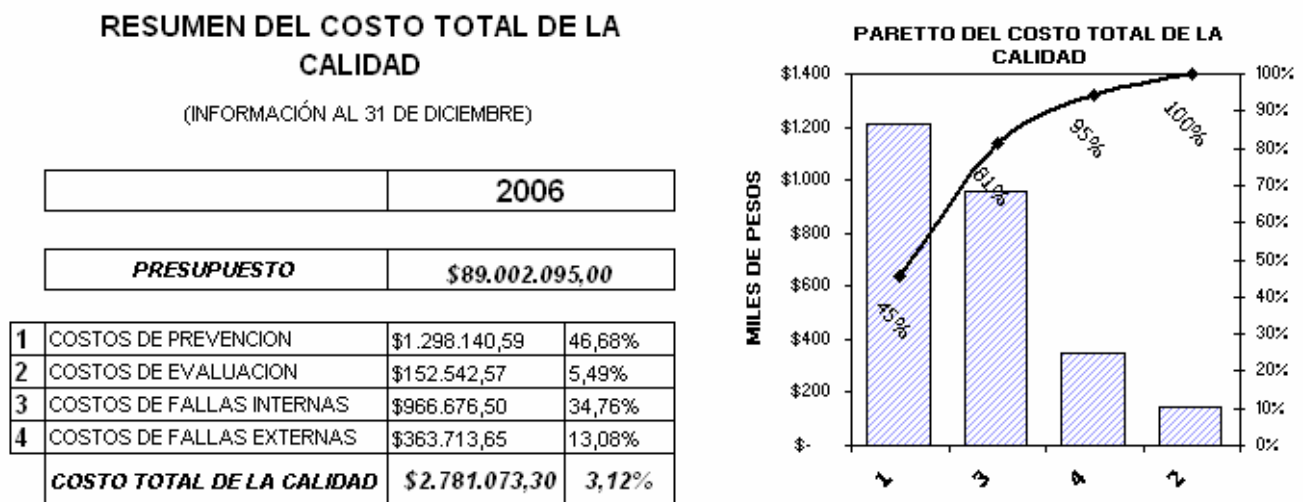 RESUMEN DEL COSTO TOTAL DE LA
CALIDAD
(INFORMACIÓN AL 31 DE DICIEMBRE)
2006
PRESUPUESTO $89.002.095,00
1 COSTOS DE PREVENCION $1.298.140,59 46,68%
2 COSTOS DE EVALUACION $152.542,57 5,49%
3 COSTOS DE FALLAS INTERNAS $966.676,50 34,76%
4 COSTOS DE FALLAS EXTERNAS $363.713,65 13,08%
COSTO TOTAL DE LA CALIDAD $2.781.073,30 3,12%
PARETTO DEL COSTO TOTAL DE LA
CALIDAD
MILES DE PESOS
$1.400
$1200
$1.000
$800
$600
$400
$200
$-
45%
81%
95%
100%
100%
90%
80%
70%
60%
50%
40%
30%
20%
10%
0%
1 3 4 2